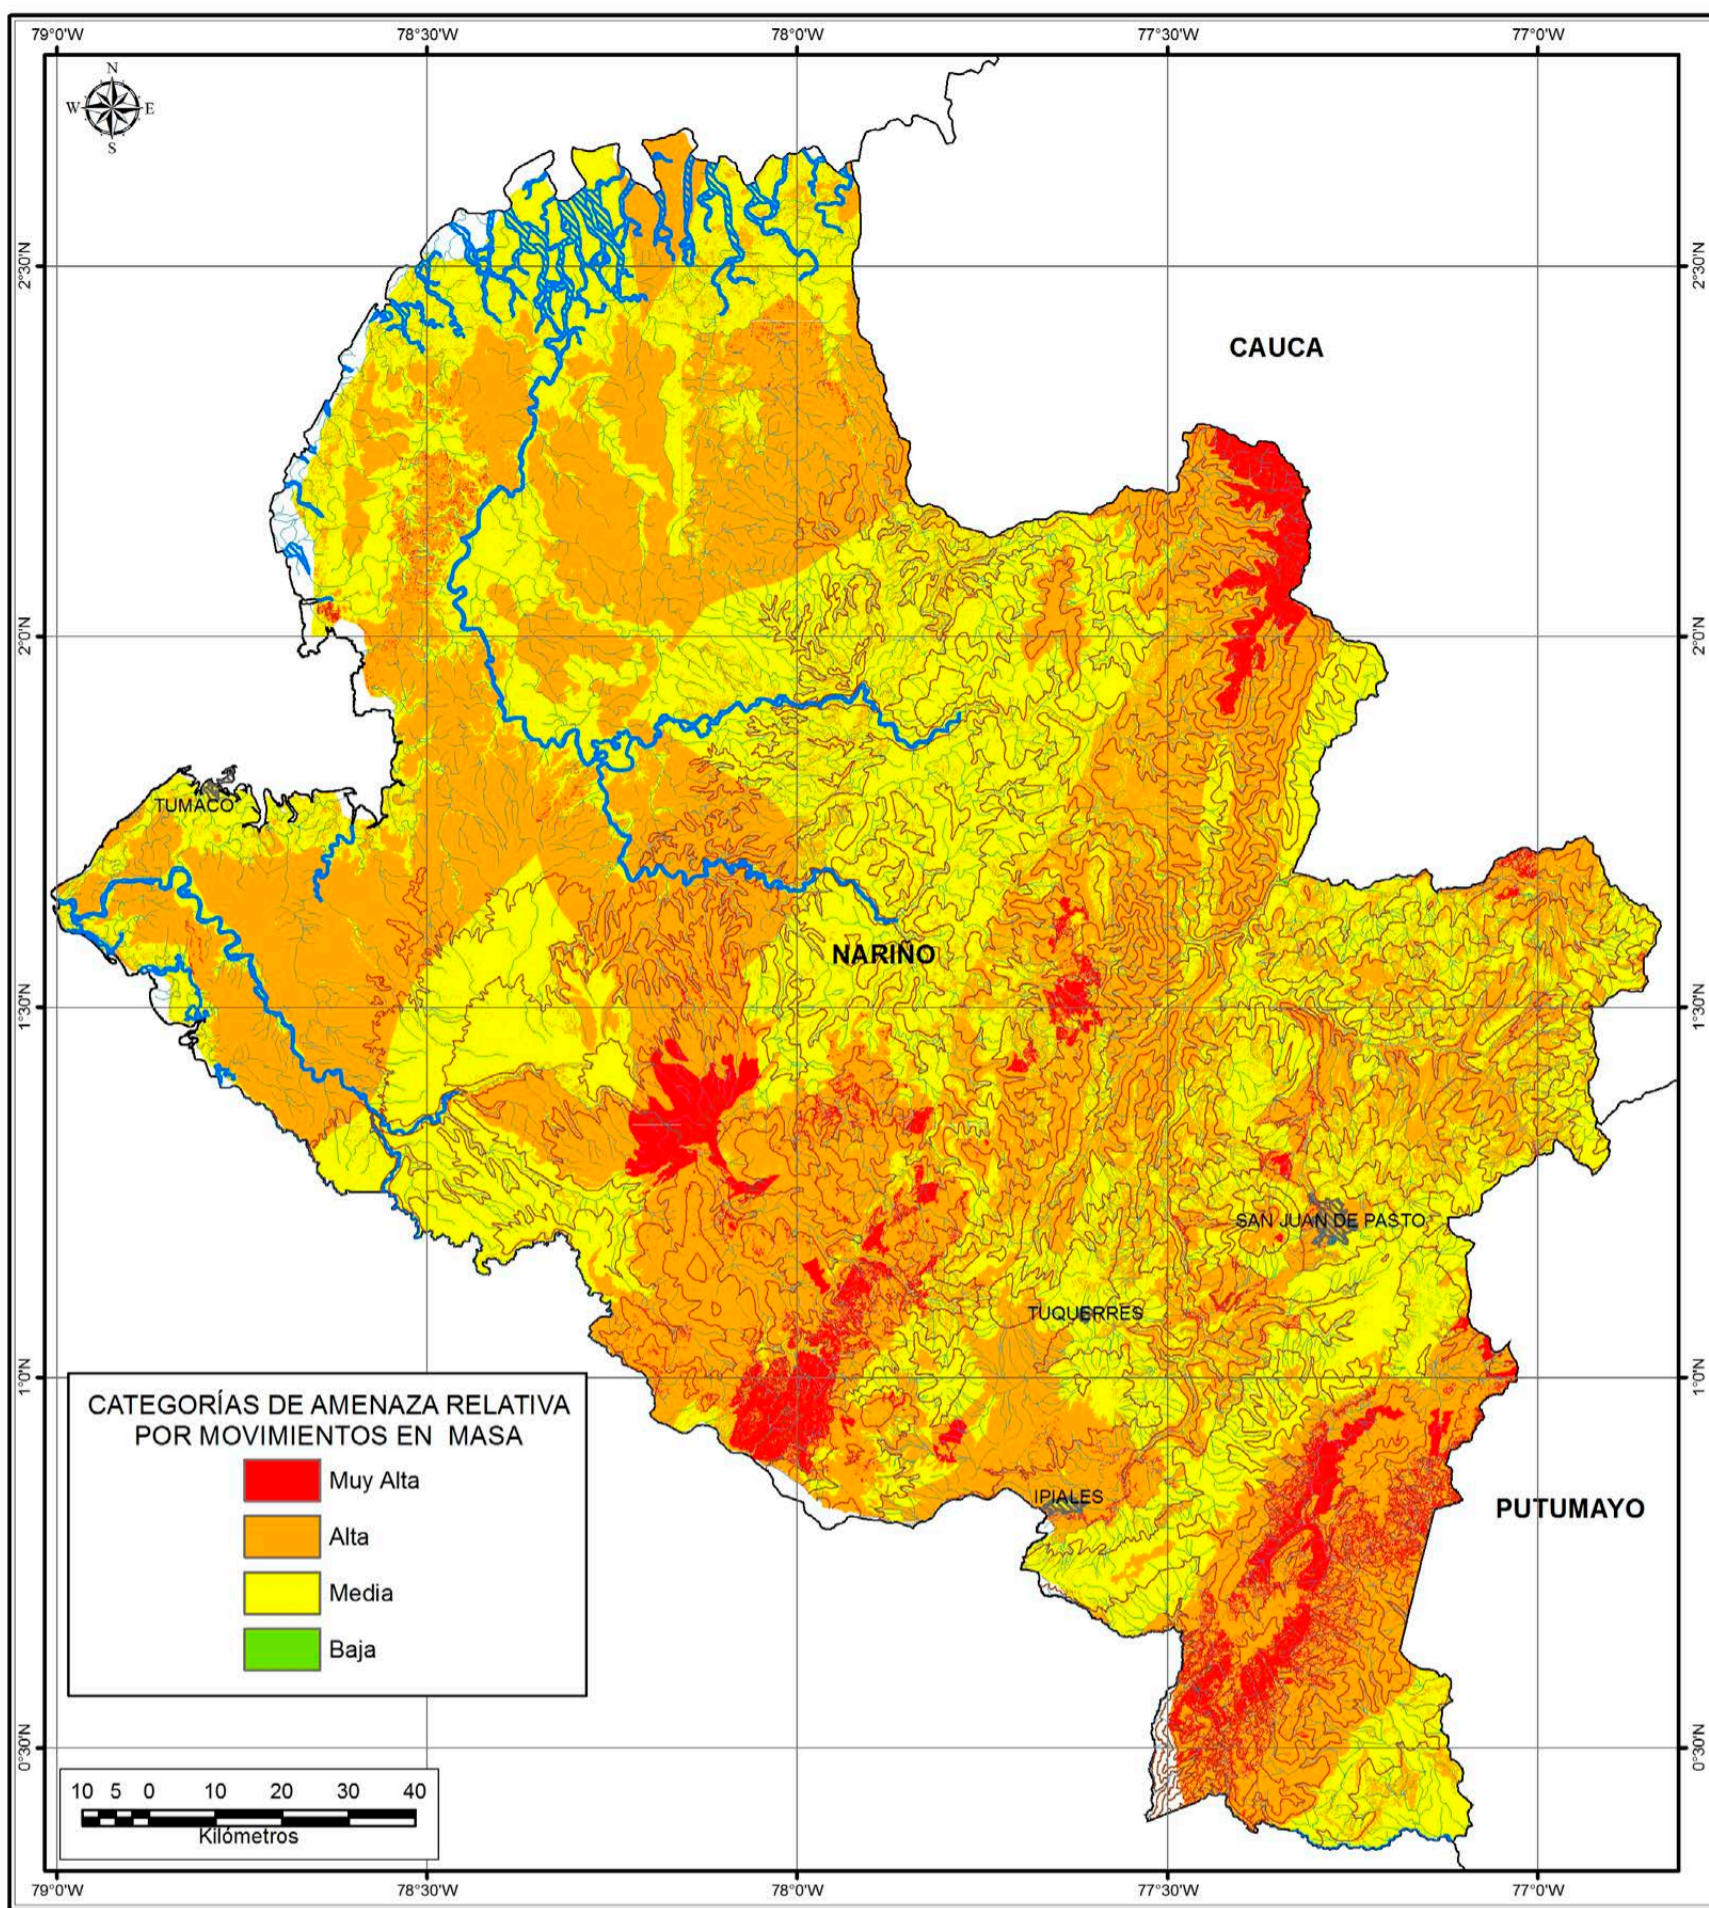 79°0'W 78°30'W 78°0'W 77°30'W 77°0'W
N
W E
S
2°30'N 2°30'N
CAUCA
2°0'N 2°0'N
TUMACO
NARIÑO
1°30'N 1°30'N
SAN JUAN DE PASTO
TUQUERRES
1°0'N 1°0'N
CATEGORÍAS DE AMENAZA RELATIVA
POR MOVIMIENTOS EN MASA
Muy Alta
Alta
Media
Baja
IPIALES
PUTUMAYO
0°30'N 0°30'N
10 5 0 10 20 30 40
Kilómetros
79°0'W 78°30'W 78°0'W 77°30'W 77°0'W